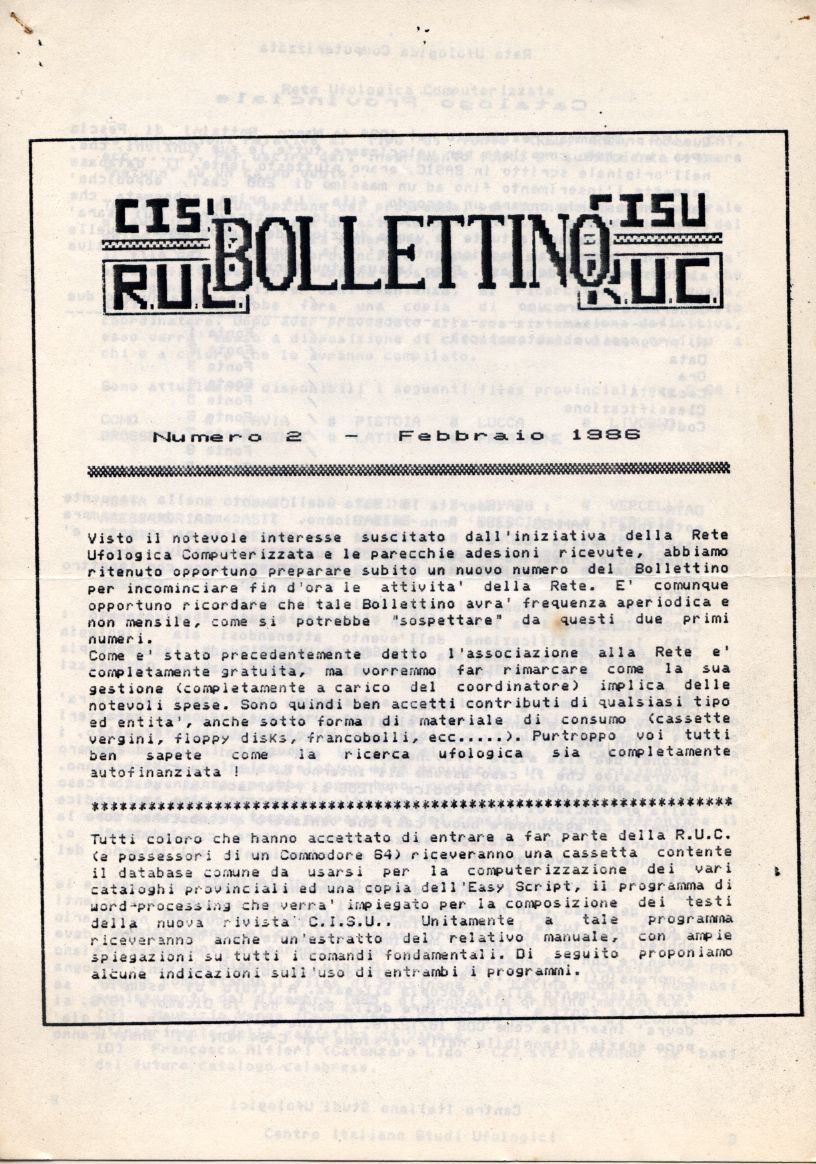 CISU BOLLETTINO CISU
R.U.C. R.U.C.
Numero 2 - Febbraio 1986
Visto il notevole interesse suscitato dall'iniziativa della Rete
Ufologica Computerizzata e le parecchie adesioni ricevute, abbiamo
ritenuto opportuno preparare subito un nuovo numero del Bollettino
per incominciare fin d'ora le attivita' della Rete. E' comunque
opportuno ricordare che tale Bollettino avra' frequenza aperiodica e
non mensile, come si potrebbe "sospettare" da questi due primi
numeri.
Come e' stato precedentemente detto l'associazione alla Rete e'
completamente gratuita, ma vorremmo far rimarcare come la sua
gestione (completamente a carico del coordinatore) implica delle
notevoli spese. Sono quindi ben accetti contributi di qualsiasi tipo
ed entita', anche sotto forma di materiale di consumo (cassette
vergini, floppy disks, francobolli, ecc.....). Purtroppo voi tutti
ben sapete come la ricerca ufologica sia completamente
autofinanziata !
********************************************************************
Tutti coloro che hanno accettato di entrare a far parte della R.U.C.
(e possessori di un Commodore 64) riceveranno una cassetta contente
il database comune da usarsi per la computerizzazione dei vari
cataloghi provinciali ed una copia dell'Easy Script, il programma di
word-processing che verra' impiegato per la composizione dei testi
della nuova rivista C.I.S.U.. Unitamente a tale programma
riceveranno anche un'estratto del relativo manuale, con ampie
spiegazioni su tutti i comandi fondamentali. Di seguito proponiamo
alcune indicazioni sull'uso di entrambi i programmi.